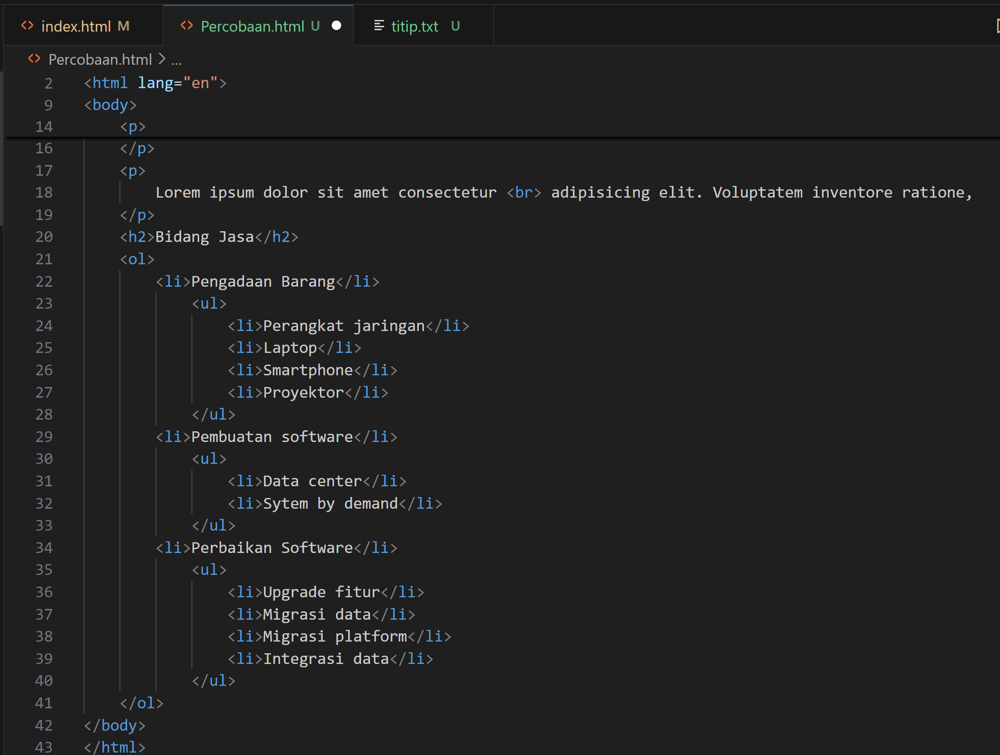 index.html M
Percobaan.html U
titip.txt U
Percobaan.html > ...
2 <html lang="en">
9 <body>
14 <p>
16 </p>
17 <p>
18 Lorem ipsum dolor sit amet consectetur <br> adipisicing elit. Voluptatem inventore ratione,
19 </p>
20 <h2>Bidang Jasa</h2>
21 <ol>
22 <li>Pengadaan Barang</li>
23 <ul>
24 <li>Perangkat jaringan</li>
25 <li>Laptop</li>
26 <li>Smartphone</li>
27 <li>Proyektor</li>
28 </ul>
29 <li>Pembuatan software</li>
30 <ul>
31 <li>Data center</li>
32 <li>Sytem by demand</li>
33 </ul>
34 <li>Perbaikan Software</li>
35 <ul>
36 <li>Upgrade fitur</li>
37 <li>Migrasi data</li>
38 <li>Migrasi platform</li>
39 <li>Integrasi data</li>
40 </ul>
41 </ol>
42 </body>
43 </html>